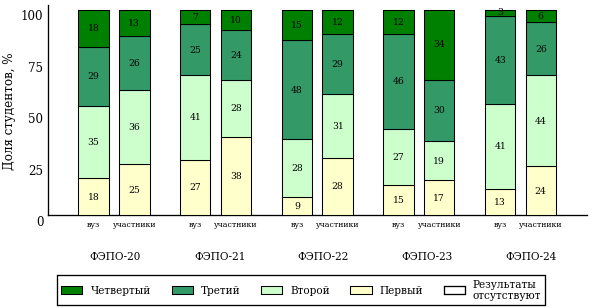 Доля студентов, %
100
75
50
25
0
18 13 7 10 15 12 12 34 3 6
29 26 25 24 48 29 46 30 43 26
35 36 41 28 28 31 27 19 41 44
18 25 27 38 9 28 15 17 13 24
вуз участники вуз участники вуз участники вуз участники вуз участники
ФЭПО-20 ФЭПО-21 ФЭПО-22 ФЭПО-23 ФЭПО-24
Четвертый Третий Второй Первый Результаты
отсутствуют